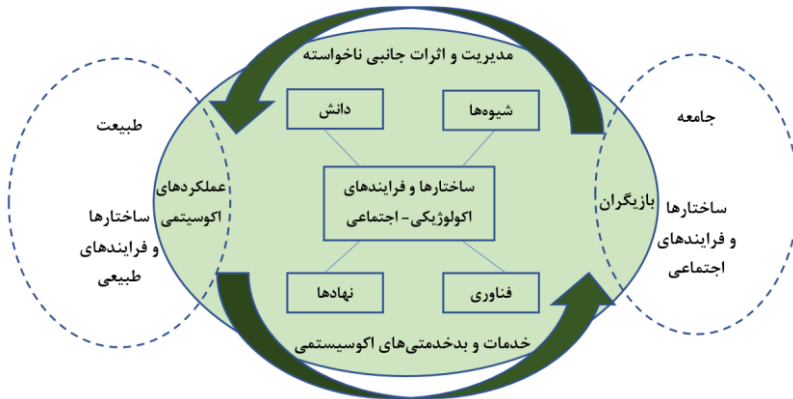 مدیریت و اثرات جانبی ناخواسته
شیوه‌ها
دانش
جامعه
طبیعت
ساختارها و فرایندهای
اکولوژیکی- اجتماعی
بازیگران
عملکردهای
اکوسیتمی
ساختارها
و فرایندهای
اجتماعی
ساختارها
و فرایندهای
طبیعی
فناوری
نهادها
خدمات و بدخدمتی‌های اکوسیستمی